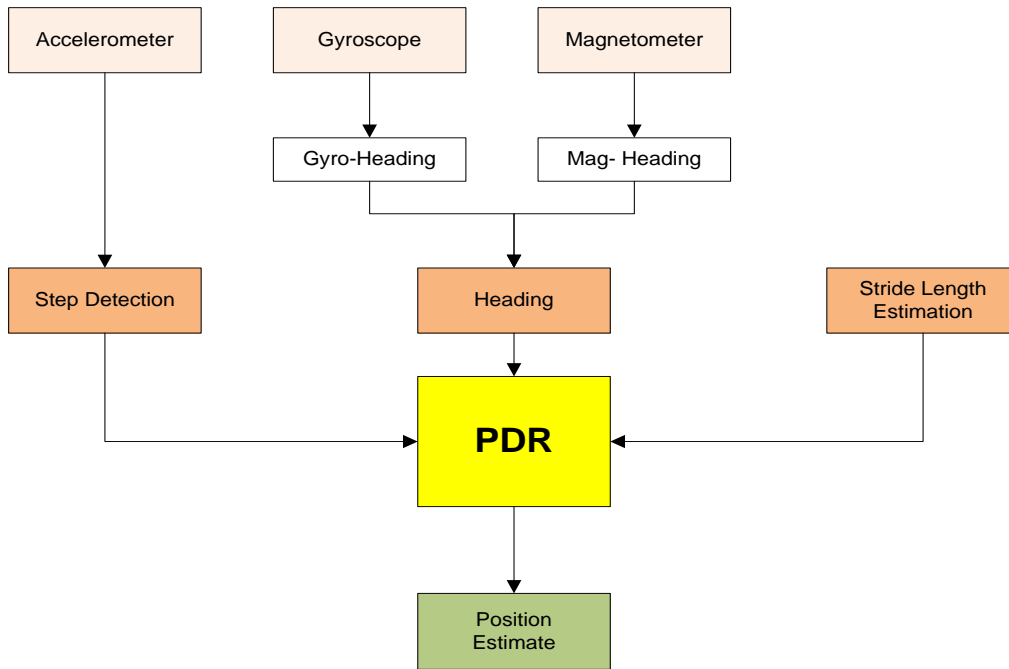 Accelerometer
Gyroscope
Magnetometer
Gyro-Heading
Mag- Heading
Step Detection
Heading
Stride Length
Estimation
PDR
Position
Estimate